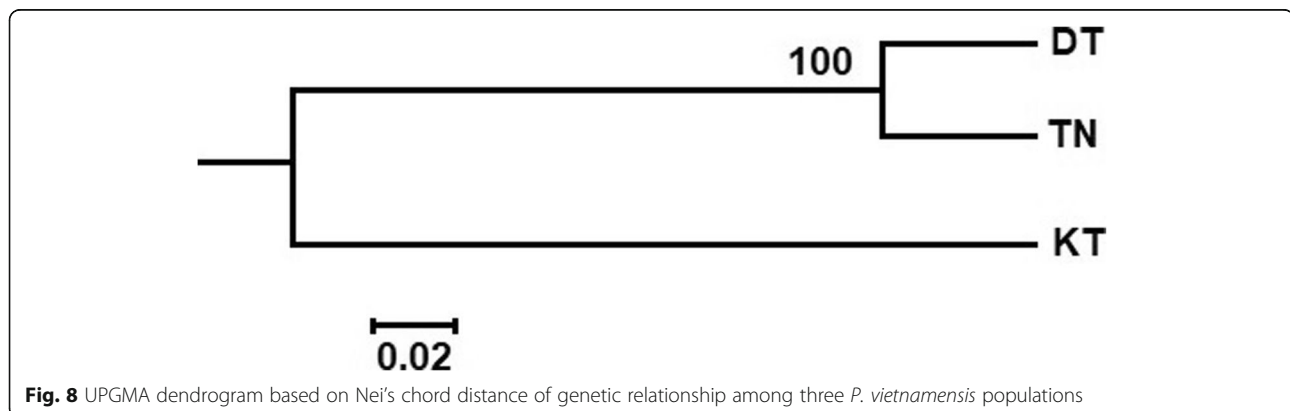 DT
100
TN
KT
0.02
Fig. 8 UPGMA dendrogram based on Nei’s chord distance of genetic relationship among three P. vietnamensis populations